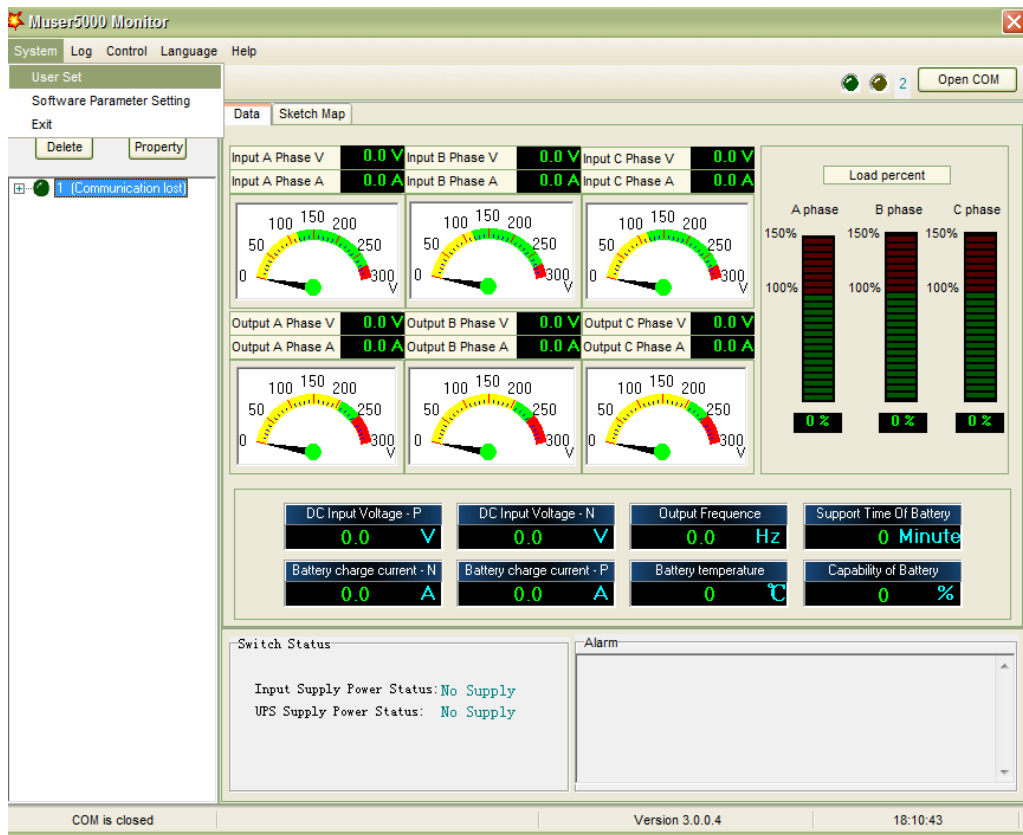 Muser5000 Monitor
System Log Control Language Help
User Set
Software Parameter Setting
Exit
2 Open COM
Delete Property
1 (Communication lost)
Data Sketch Map
Input A Phase V 0.0 V Input B Phase V 0.0 V Input C Phase V 0.0 V
Input A Phase A 0.0 A Input B Phase A 0.0 A Input C Phase A 0.0 A
0 50 100 150 200 250 300 V
0 50 100 150 200 250 300 V
0 50 100 150 200 250 300 V
Output A Phase V 0.0 V Output B Phase V 0.0 V Output C Phase V 0.0 V
Output A Phase A 0.0 A Output B Phase A 0.0 A Output C Phase A 0.0 A
0 50 100 150 200 250 300 V
0 50 100 150 200 250 300 V
0 50 100 150 200 250 300 V
Load percent
A phase B phase C phase
150% 150% 150%
100% 100% 100%
0 % 0 % 0 %
DC Input Voltage - P DC Input Voltage - N Output Frequence Support Time Of Battery
0.0 V 0.0 V 0.0 Hz 0 Minute
Battery charge current - N Battery charge current - P Battery temperature Capability of Battery
0.0 A 0.0 A 0 ℃ 0 %
Switch Status
Input Supply Power Status: No Supply
UPS Supply Power Status: No Supply
Alarm
COM is closed Version 3.0.0.4 18:10:43